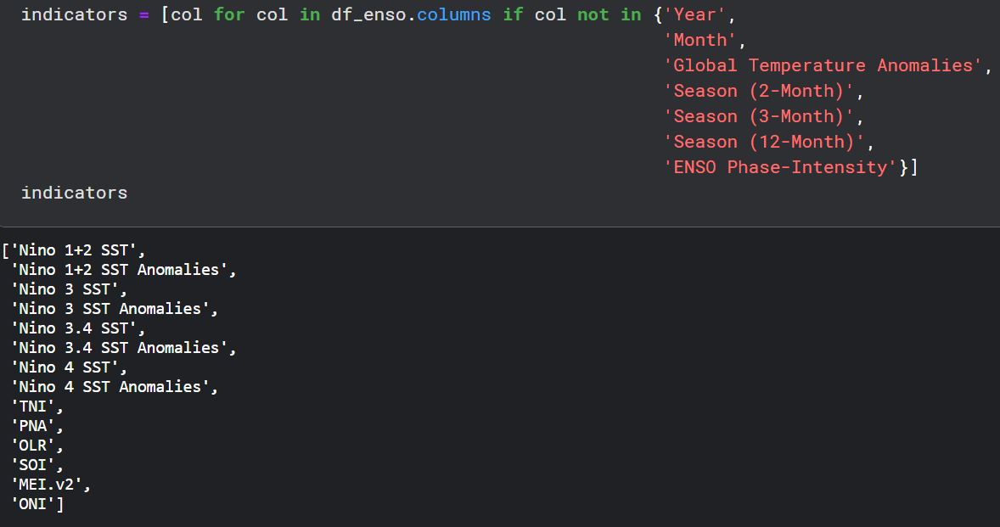 indicators = [col for col in df_enso.columns if col not in {'Year',
'Month',
'Global Temperature Anomalies',
'Season (2-Month)',
'Season (3-Month)',
'Season (12-Month)',
'ENSO Phase-Intensity'}]
indicators
['Nino 1+2 SST',
'Nino 1+2 SST Anomalies',
'Nino 3 SST',
'Nino 3 SST Anomalies',
'Nino 3.4 SST',
'Nino 3.4 SST Anomalies',
'Nino 4 SST',
'Nino 4 SST Anomalies',
'TNI',
'PNA',
'OLR',
'SOI',
'MEI.v2',
'ONI']